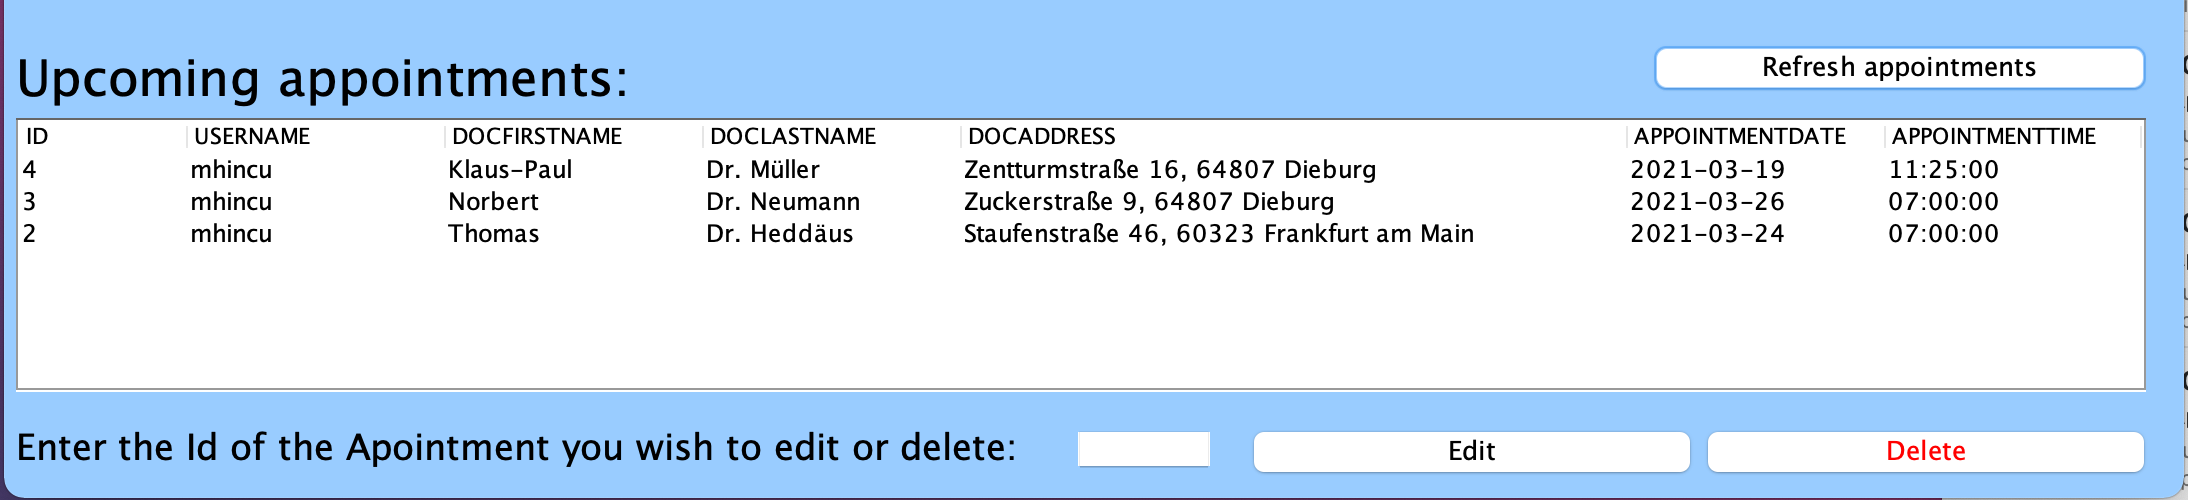 Upcoming appointments:
Refresh appointments
ID USERNAME DOCFIRSTNAME DOCLASTNAME DOCADDRESS APPOINTMENTDATE APPOINTMENTTIME
4 mhincu Klaus-Paul Dr. Müller Zentturmstraße 16, 64807 Dieburg 2021-03-19 11:25:00
3 mhincu Norbert Dr. Neumann Zuckerstraße 9, 64807 Dieburg 2021-03-26 07:00:00
2 mhincu Thomas Dr. Heddäus Staufenstraße 46, 60323 Frankfurt am Main 2021-03-24 07:00:00
Enter the Id of the Apointment you wish to edit or delete: Edit Delete